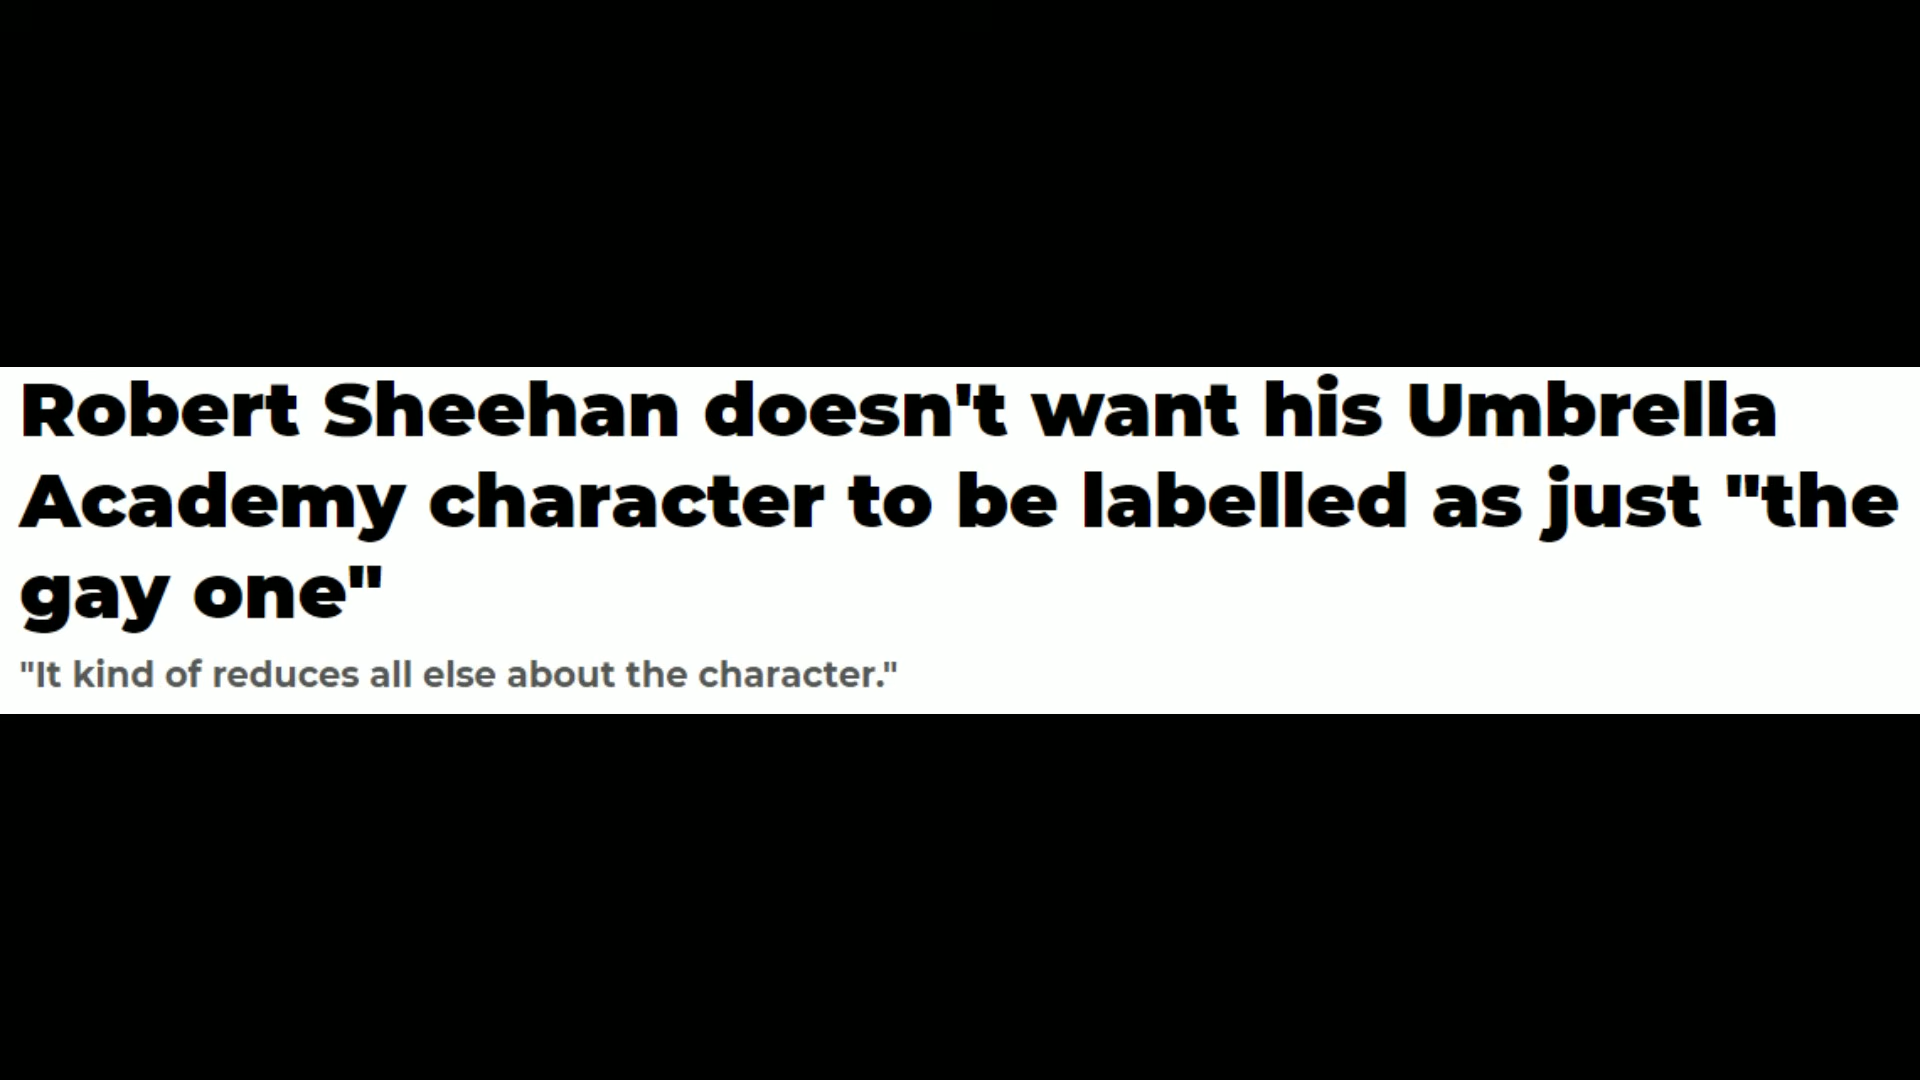 Robert Sheehan doesn't want his Umbrella
Academy character to be labelled as just "the
gay one"
"It kind of reduces all else about the character."